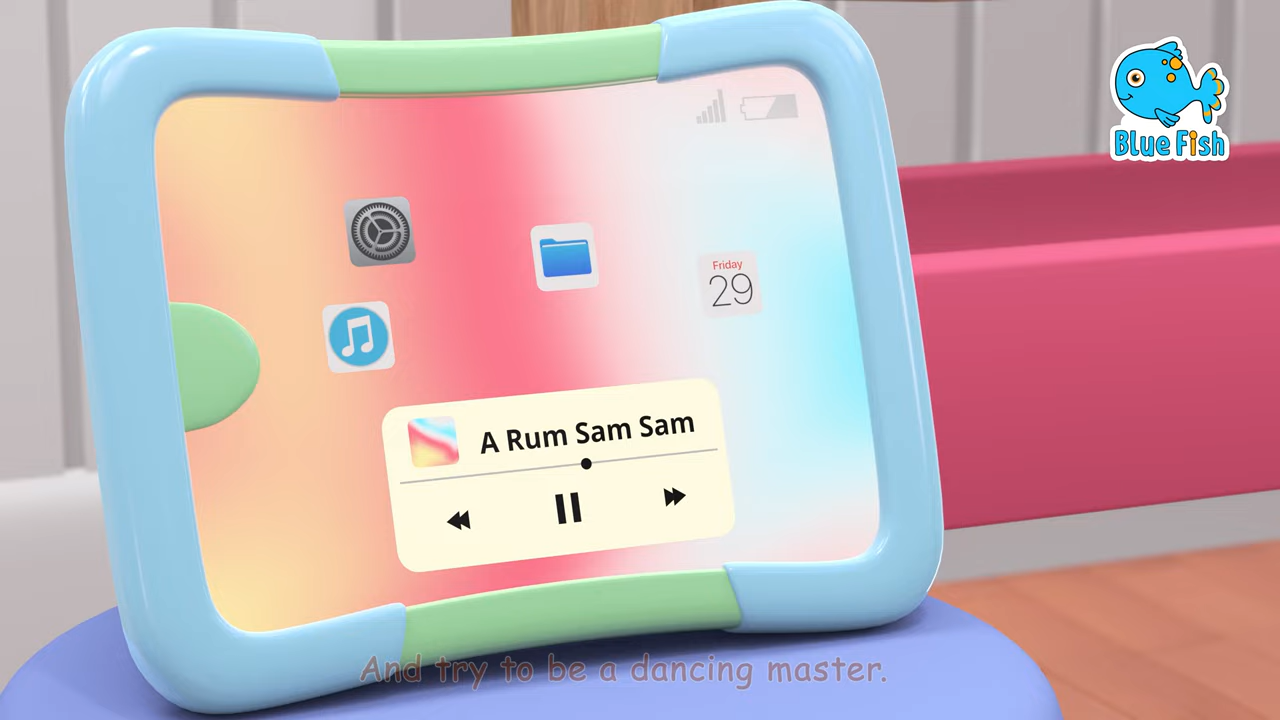 Blue Fish
Friday
29
A Rum Sam Sam
And try to be a dancing master.